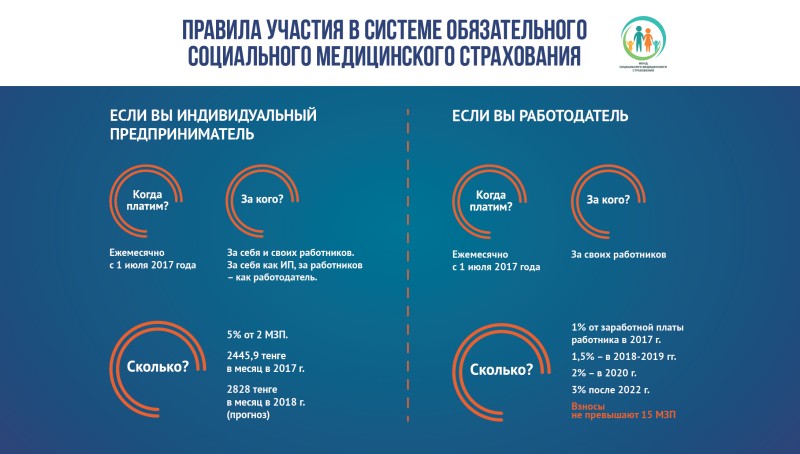 ПРАВИЛА УЧАСТИЯ В СИСТЕМЕ ОБЯЗАТЕЛЬНОГО
СОЦИАЛЬНОГО МЕДИЦИНСКОГО СТРАХОВАНИЯ
ФОНД
СОЦИАЛЬНОГО МЕДИЦИНСКОГО
СТРАХОВАНИЯ
ЕСЛИ ВЫ ИНДИВИДУАЛЬНЫЙ
ПРЕДПРИНИМАТЕЛЬ
Когда
платим?
За кого?
Ежемесячно
с 1 июля 2017 года
За себя и своих работников.
За себя как ИП, за работников
– как работодатель.
Сколько?
5% от 2 МЗП.
2445,9 тенге
в месяц в 2017 г.
2828 тенге
в месяц в 2018 г.
(прогноз)
ЕСЛИ ВЫ РАБОТОДАТЕЛЬ
Когда
платим?
За кого?
Ежемесячно
с 1 июля 2017 года
За своих работников
Сколько?
1% от заработной платы
работника в 2017 г.
1,5% – в 2018-2019 гг.
2% – в 2020 г.
3% после 2022 г.
Взносы
не превышают 15 МЗП